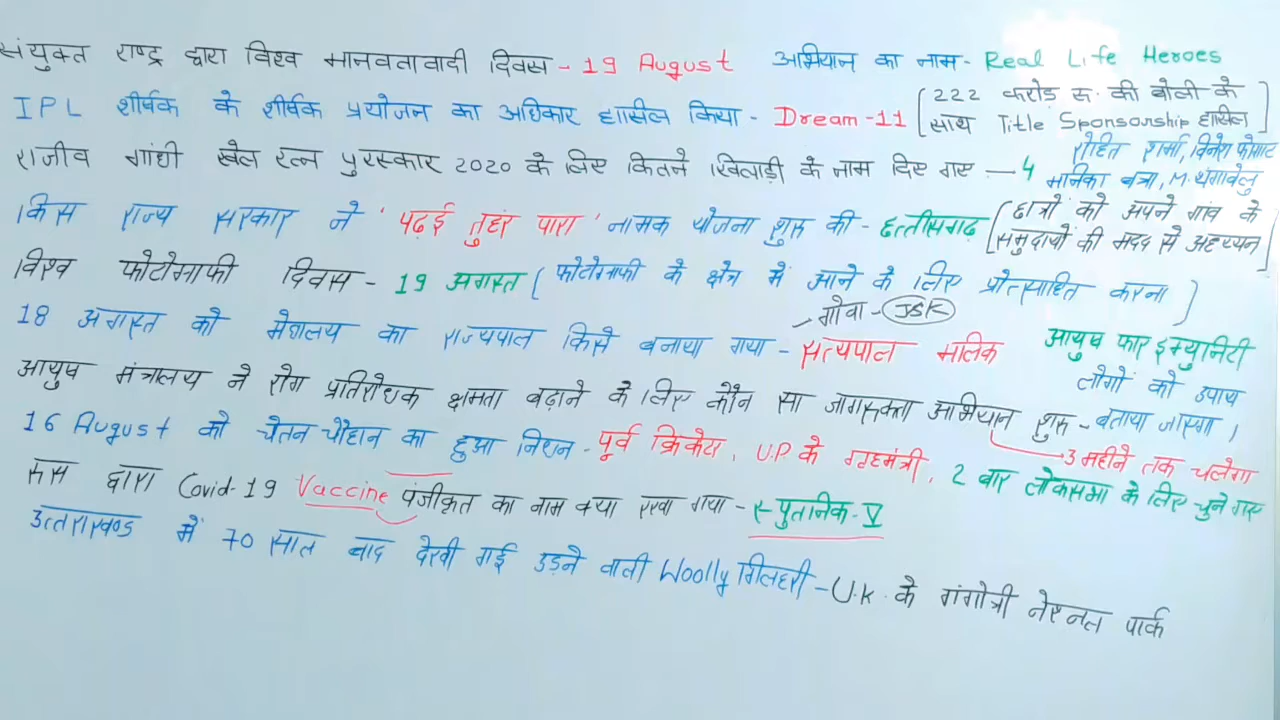 संयुक्त राष्ट्र द्वारा विश्व मानवतावादी दिवस - 19 August अभियान का नाम - Real Life Heroes
IPL शीर्षक के शीर्षक प्रयोजन का अधिकार हासिल किया - Dream-11 [222 करोड़ रु. की बोली के
साथ Title Sponsorship हासिल]
राजीव गांधी खेल रत्न पुरस्कार 2020 के लिए कितने खिलाड़ी के नाम दिए गए — 4 रोहित शर्मा, विनेश फोगाट
मानिका बत्रा, M. थंगावेलु
किस राज्य सरकार ने 'पढ़ई तुहंर पारा' नामक योजना शुरू की - छत्तीसगढ़ [छात्रों को अपने गांव के
समुदायों की मदद से अध्ययन]
विश्व फोटोग्राफी दिवस - 19 अगस्त (फोटोग्राफी के क्षेत्र में आने के लिए प्रोत्साहित करना]
गोवा - BSK
18 अगस्त को मेघालय का राज्यपाल किसे बनाया गया - सत्यपाल मलिक
आयुष मंत्रालय ने रोग प्रतिरोधक क्षमता बढ़ाने के लिए कौन सा जागरुकता अभियान शुरु - आयुष फार इम्युनिटी
लोगों को उपाय
बताया जाएगा,
3 महीने तक चलेगा
16 August को चेतन चौहान का हुआ निधन - पूर्व क्रिकेटर, U.P. के गृहमंत्री, 2 बार लोकसभा के लिए चुने गए
रुस द्वारा Covid-19 Vaccine पंजीकृत का नाम क्या रखा गया - स्पुतनिक-V
उत्तराखण्ड में 70 साल बाद देखी गई उड़ने वाली Woolly गिलहरी - U.K. के गंगोत्री नेशनल पार्क